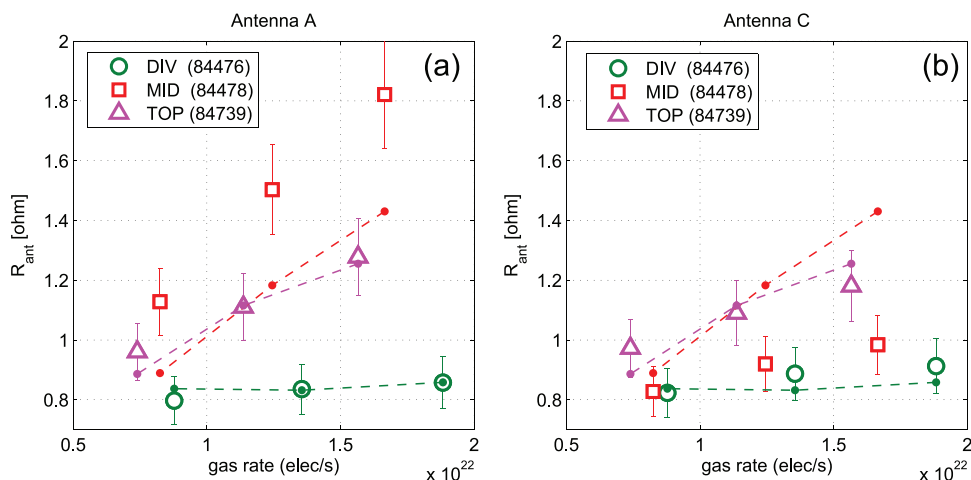 Antenna A
(a)
DIV (84476)
MID (84478)
TOP (84739)
R_ant [ohm]
2
1.8
1.6
1.4
1.2
1
0.8
0.5
1
1.5
2
x 10^22
gas rate (elec/s)
Antenna C
(b)
DIV (84476)
MID (84478)
TOP (84739)
R_ant [ohm]
2
1.8
1.6
1.4
1.2
1
0.8
0.5
1
1.5
2
x 10^22
gas rate (elec/s)